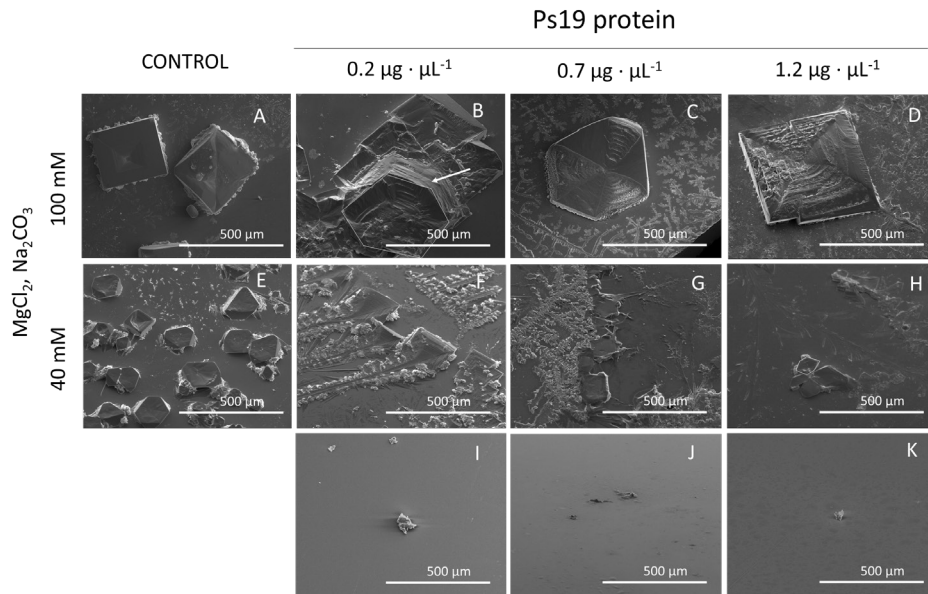 Ps19 protein
CONTROL
0.2 µg · µL⁻¹
0.7 µg · µL⁻¹
1.2 µg · µL⁻¹
MgCl₂, Na₂CO₃
100 mM
A
500 µm
B
500 µm
C
500 µm
D
500 µm
40 mM
E
500 µm
F
500 µm
G
500 µm
H
500 µm
I
500 µm
J
500 µm
K
500 µm